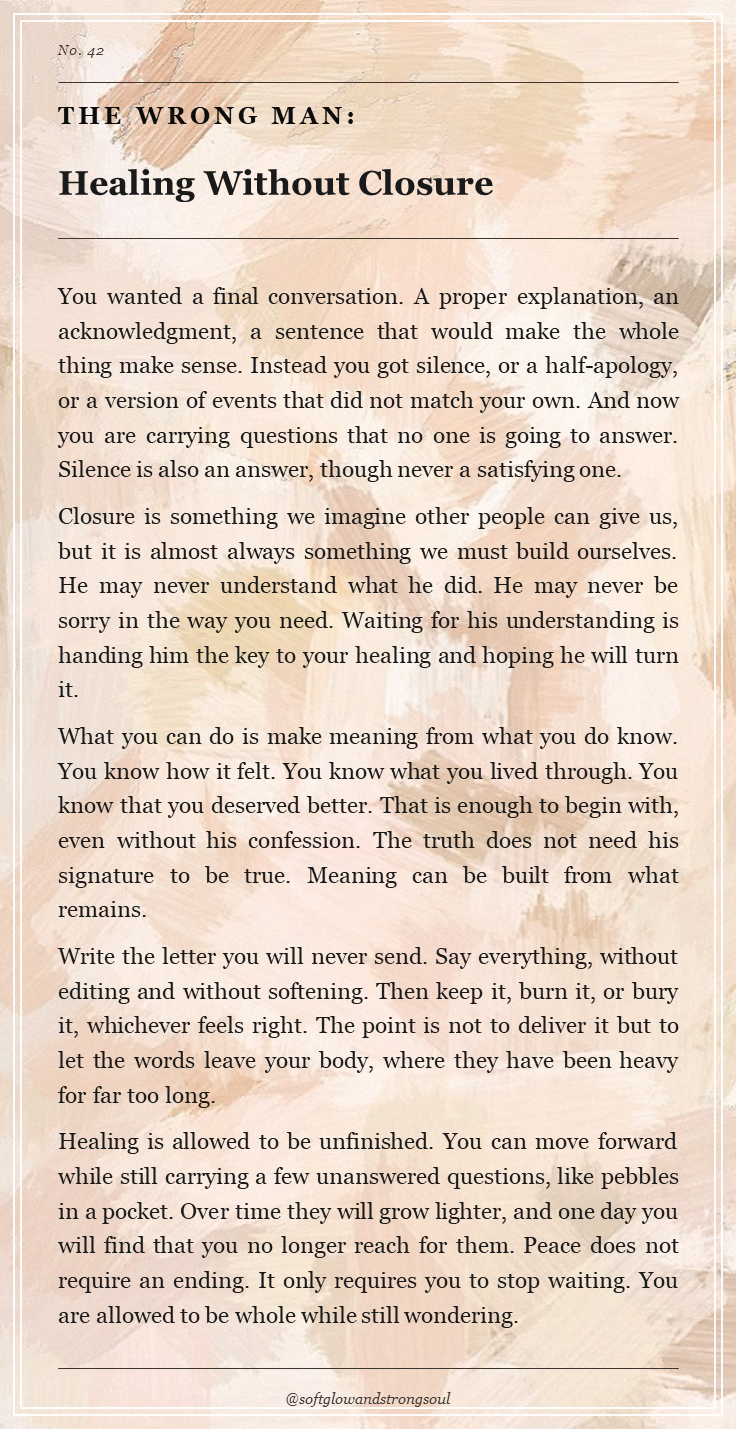 No. 42
THE WRONG MAN:
Healing Without Closure
You wanted a final conversation. A proper explanation, an
acknowledgment, a sentence that would make the whole
thing make sense. Instead you got silence, or a half-apology,
or a version of events that did not match your own. And now
you are carrying questions that no one is going to answer.
Silence is also an answer, though never a satisfying one.
Closure is something we imagine other people can give us,
but it is almost always something we must build ourselves.
He may never understand what he did. He may never be
sorry in the way you need. Waiting for his understanding is
handing him the key to your healing and hoping he will turn
it.
What you can do is make meaning from what you do know.
You know how it felt. You know what you lived through. You
know that you deserved better. That is enough to begin with,
even without his confession. The truth does not need his
signature to be true. Meaning can be built from what
remains.
Write the letter you will never send. Say everything, without
editing and without softening. Then keep it, burn it, or bury
it, whichever feels right. The point is not to deliver it but to
let the words leave your body, where they have been heavy
for far too long.
Healing is allowed to be unfinished. You can move forward
while still carrying a few unanswered questions, like pebbles
in a pocket. Over time they will grow lighter, and one day you
will find that you no longer reach for them. Peace does not
require an ending. It only requires you to stop waiting. You
are allowed to be whole while still wondering.
@softglowandstrongsoul